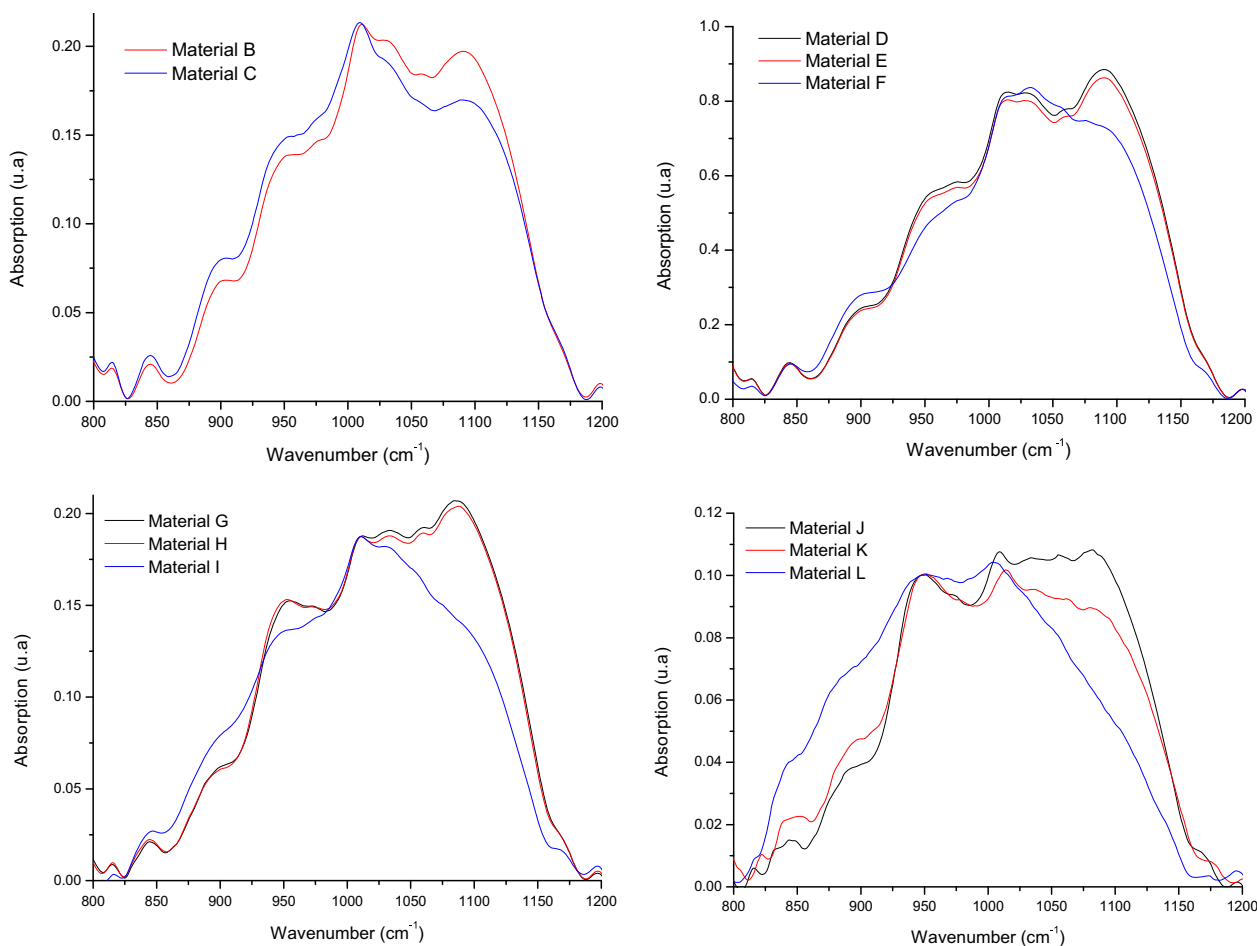 Material B
Material C
0.20
0.15
0.10
0.05
0.00
Absorption (u.a)
800 850 900 950 1000 1050 1100 1150 1200
Wavenumber (cm-1)
Material D
Material E
Material F
1.0
0.8
0.6
0.4
0.2
0.0
Absorption (u.a)
800 850 900 950 1000 1050 1100 1150 1200
Wavenumber (cm-1)
Material G
Material H
Material I
0.20
0.15
0.10
0.05
0.00
Absorption (u.a)
800 850 900 950 1000 1050 1100 1150 1200
Wavenumber (cm-1)
Material J
Material K
Material L
0.12
0.10
0.08
0.06
0.04
0.02
0.00
Absorption (u.a)
800 850 900 950 1000 1050 1100 1150 1200
Wavenumber (cm-1)